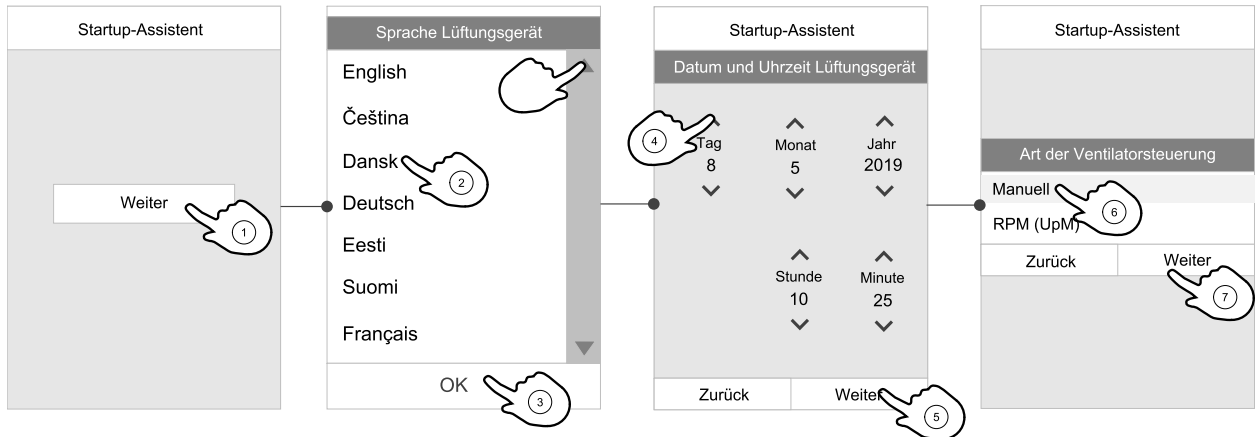 Startup-Assistent
Weiter
1
Sprache Lüftungsgerät
English
Čeština
Dansk
2
Deutsch
Eesti
Suomi
Français
OK
3
Startup-Assistent
Datum und Uhrzeit Lüftungsgerät
4
Tag Monat Jahr
8 5 2019
Stunde Minute
10 25
Zurück Weiter
5
Startup-Assistent
Art der Ventilatorsteuerung
Manuell
6
RPM (UpM)
Zurück Weiter
7